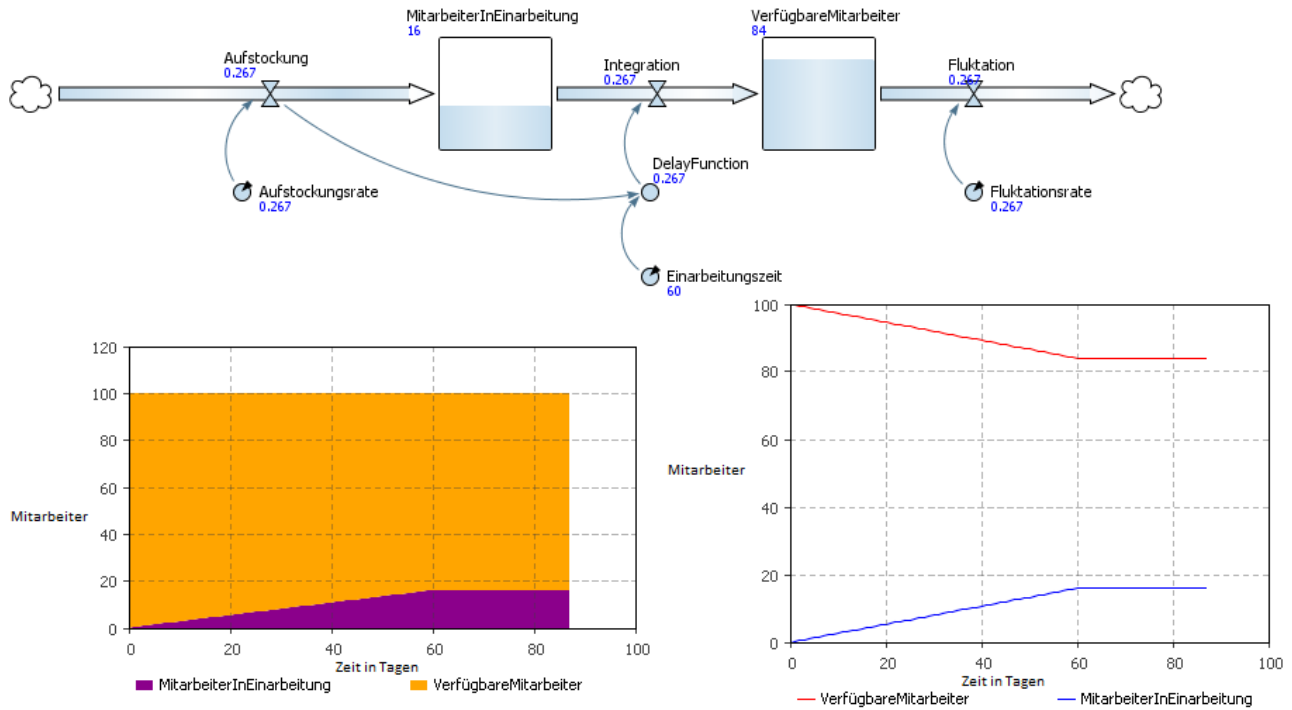 MitarbeiterInEinarbeitung
16
VerfügbareMitarbeiter
84
Aufstockung
0.267
Integration
0.267
Fluktation
0.267
DelayFunction
0.267
Aufstockungsrate
0.267
Fluktationsrate
0.267
Einarbeitungszeit
60
120
100
80
60
40
20
0
Mitarbeiter
0 20 40 60 80 100
Zeit in Tagen
MitarbeiterInEinarbeitung VerfügbareMitarbeiter
100
80
60
40
20
0
Mitarbeiter
0 20 40 60 80 100
Zeit in Tagen
VerfügbareMitarbeiter MitarbeiterInEinarbeitung